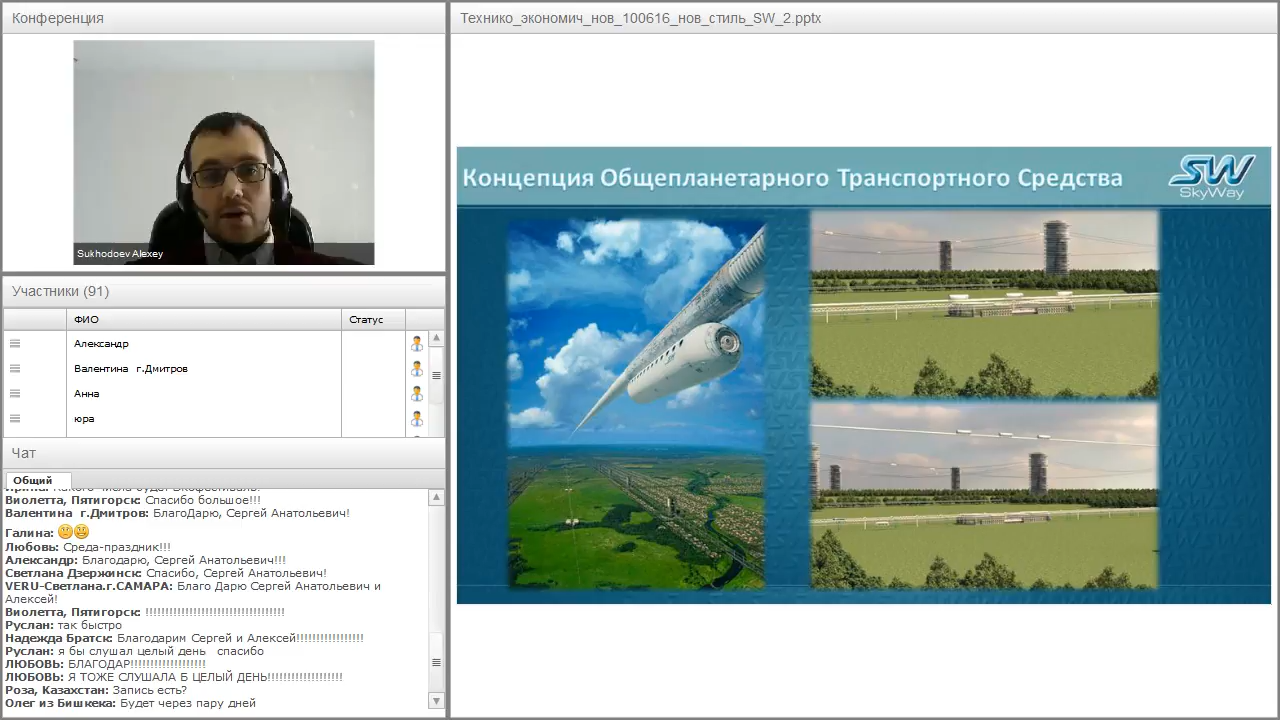 Конференция
Sukhodoev Alexey
Участники (91)
ФИО
Статус
Александр
Валентина г.Дмитров
Анна
юра
Чат
Общий
Виолетта, Пятигорск: Спасибо большое!!!
Валентина г.Дмитров: БлагоДарю, Сергей Анатольевич!
Галина:
Любовь: Среда-праздник!!!
Александр: Благодарю, Сергей Анатольевич!!!
Светлана Дзержинск: Спасибо, Сергей Анатольевич!
VERU-Светлана.г.САМАРА: Благо Дарю Сергей Анатольевич и
Алексей!
Виолетта, Пятигорск: !!!!!!!!!!!!!!!!!!!!!!!!!!!!!!!!!!!
Руслан: так быстро
Надежда Братск: Благодарим Сергей и Алексей!!!!!!!!!!!!!!!!!
Руслан: я бы слушал целый день спасибо
ЛЮБОВЬ: БЛАГОДАР!!!!!!!!!!!!!!!!!!!
ЛЮБОВЬ: Я ТОЖЕ СЛУШАЛА Б ЦЕЛЫЙ ДЕНЬ!!!!!!!!!!!!!!!!!!!
Роза, Казахстан: Запись есть?
Олег из Бишкека: Будет через пару дней
Технико_экономич_нов_100616_нов_стиль_SW_2.pptx
Концепция Общепланетарного Транспортного Средства
SW
SkyWay